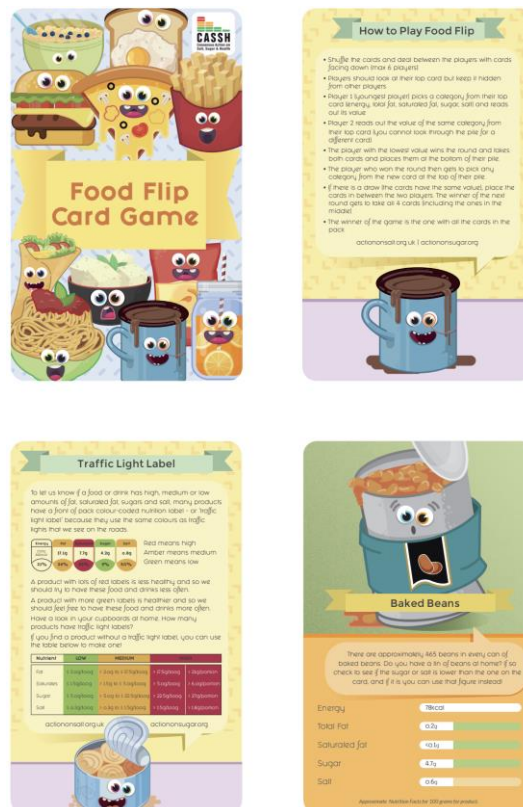 CASSH
Food Flip
Card Game
How to Play Food Flip
• Shuffle the cards and deal between the players with cards
facing down (max 6 players)
• Players should look at their top card but keep it hidden
from other players
• Player 1 (youngest player) picks a category from their top
card (energy, total fat, saturated fat, sugar, salt) and reads
out its value
• Player 2 reads out the value of the same category from
their top card (you cannot look through the pile for a
different card)
• The player with the lowest value wins the round and takes
both cards and places them at the bottom of their pile
• The player who won the round then gets to pick any
category from the new card at the top of their pile
• If there is a draw (the cards have the same value), place the
cards in between the two players. The winner of the next
round gets to take all 4 cards (including the ones in the
middle)
• The winner of the game is the one with all the cards in the
pack
actiononsalt.org.uk | actiononsugar.org
Traffic Light Label
To let us know if a food or drink has high, medium or low
amounts of fat, saturated fat, sugars and salt, many products
have a front of pack colour-coded nutrition label - or 'traffic
light label' because they use the same colours as traffic
lights that we see on the roads.
Red means high
Amber means medium
Green means low
A product with lots of red labels is less healthy and so we
should try to have these food and drinks less often.
A product with more green labels is healthier and so we
should feel free to have these food and drinks more often.
Have a look in your cupboards at home. How many
products have traffic light labels?
If you find a product without a traffic light label, you can use
the table below to make one!
Nutrient LOW MEDIUM
Fat
Saturates
Sugar
Salt
actiononsalt.org.uk actiononsugar.org
Baked Beans
There are approximately 465 beans in every can of
baked beans. Do you have a tin of beans at home? If so
check to see if the sugar or salt is lower than the one on the
card, and if it is you can use that figure instead!
Energy 78kcal
Total Fat 0.2g
Saturated fat <0.1g
Sugar 4.7g
Salt 0.6g
Approximate Nutrition Facts for 100 grams for product